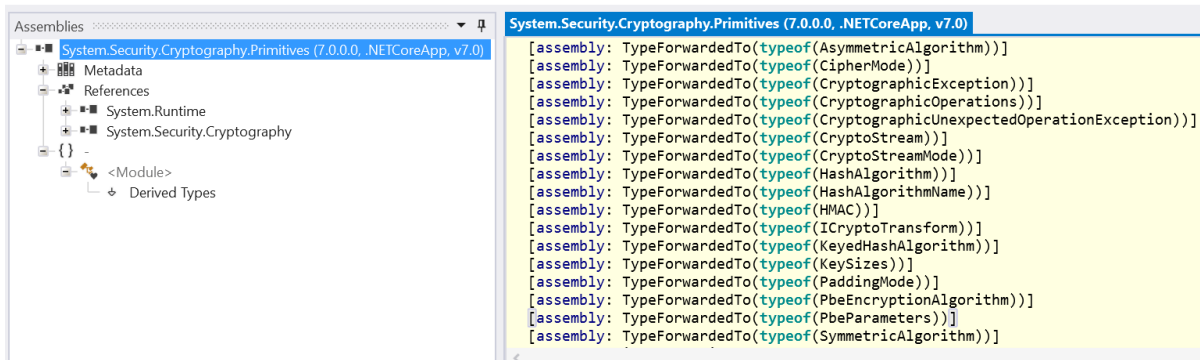 Assemblies
System.Security.Cryptography.Primitives (7.0.0.0, .NETCoreApp, v7.0)
Metadata
References
System.Runtime
System.Security.Cryptography
{ } -
<Module>
Derived Types
System.Security.Cryptography.Primitives (7.0.0.0, .NETCoreApp, v7.0)
[assembly: TypeForwardedTo(typeof(AsymmetricAlgorithm))]
[assembly: TypeForwardedTo(typeof(CipherMode))]
[assembly: TypeForwardedTo(typeof(CryptographicException))]
[assembly: TypeForwardedTo(typeof(CryptographicOperations))]
[assembly: TypeForwardedTo(typeof(CryptographicUnexpectedOperationException))]
[assembly: TypeForwardedTo(typeof(CryptoStream))]
[assembly: TypeForwardedTo(typeof(CryptoStreamMode))]
[assembly: TypeForwardedTo(typeof(HashAlgorithm))]
[assembly: TypeForwardedTo(typeof(HashAlgorithmName))]
[assembly: TypeForwardedTo(typeof(HMAC))]
[assembly: TypeForwardedTo(typeof(ICryptoTransform))]
[assembly: TypeForwardedTo(typeof(KeyedHashAlgorithm))]
[assembly: TypeForwardedTo(typeof(KeySizes))]
[assembly: TypeForwardedTo(typeof(PaddingMode))]
[assembly: TypeForwardedTo(typeof(PbeEncryptionAlgorithm))]
[assembly: TypeForwardedTo(typeof(PbeParameters))]
[assembly: TypeForwardedTo(typeof(SymmetricAlgorithm))]